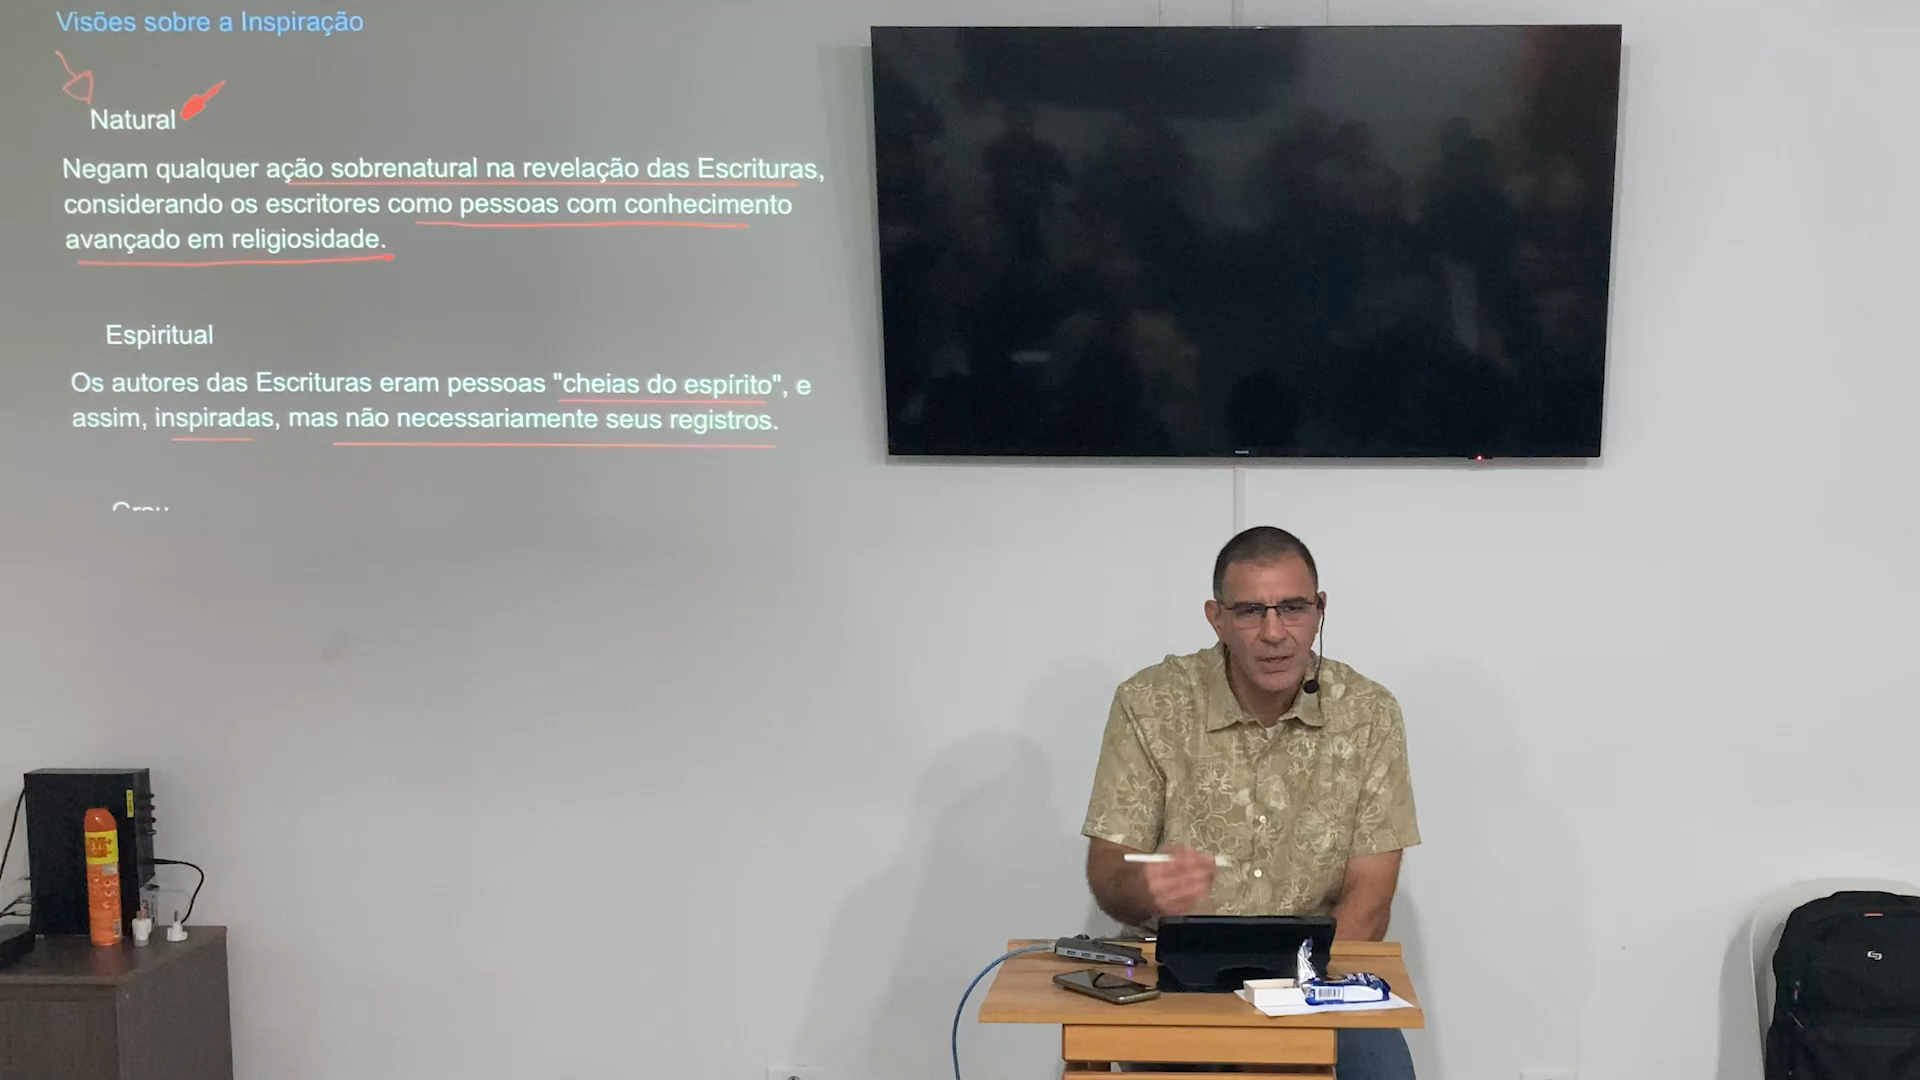 Visões sobre a Inspiração
Natural
Negam qualquer ação sobrenatural na revelação das Escrituras,
considerando os escritores como pessoas com conhecimento
avançado em religiosidade.
Espiritual
Os autores das Escrituras eram pessoas "cheias do espírito", e
assim, inspiradas, mas não necessariamente seus registros.